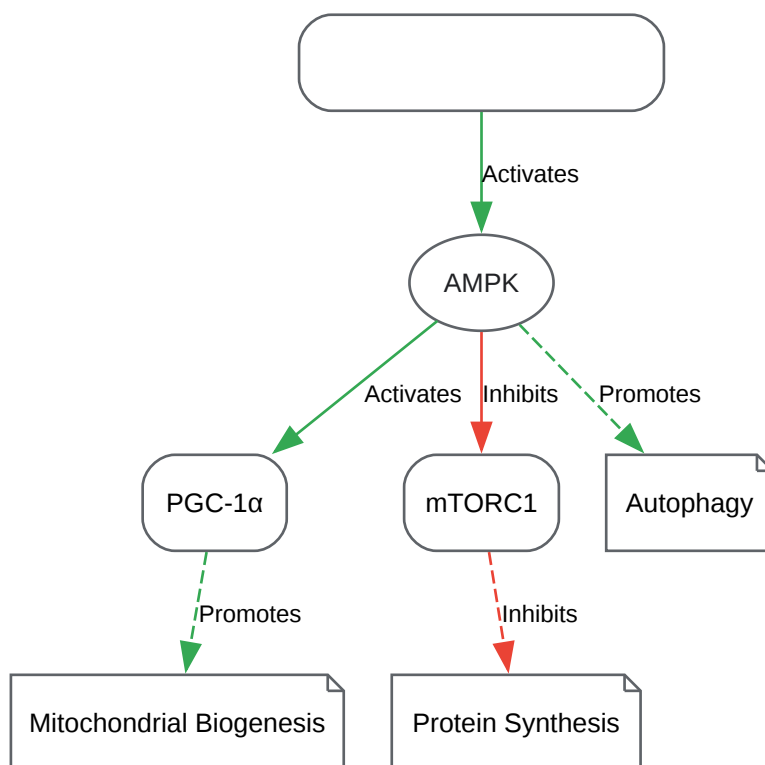 Activates
AMPK
Activates
Inhibits
Promotes
PGC-1α
mTORC1
Autophagy
Promotes
Inhibits
Mitochondrial Biogenesis
Protein Synthesis